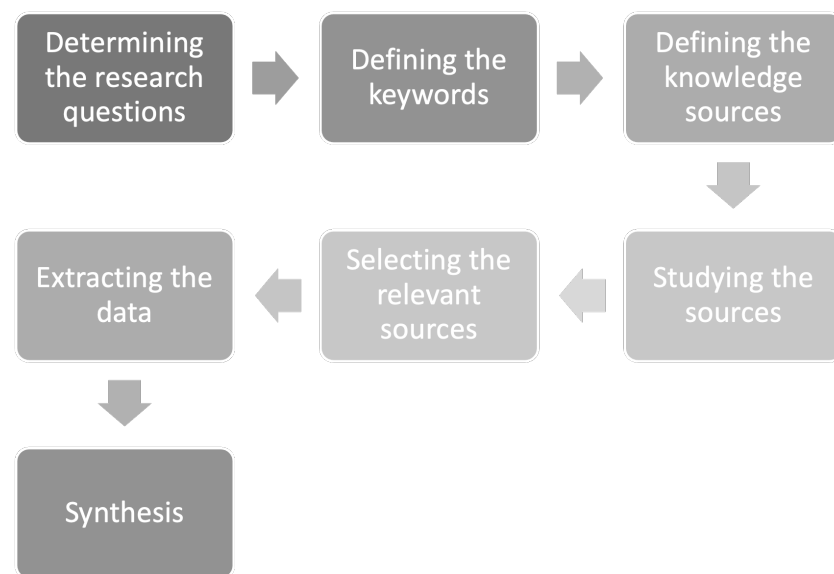 Determining
the research
questions
Defining the
keywords
Defining the
knowledge
sources
Studying the
sources
Selecting the
relevant
sources
Extracting the
data
Synthesis